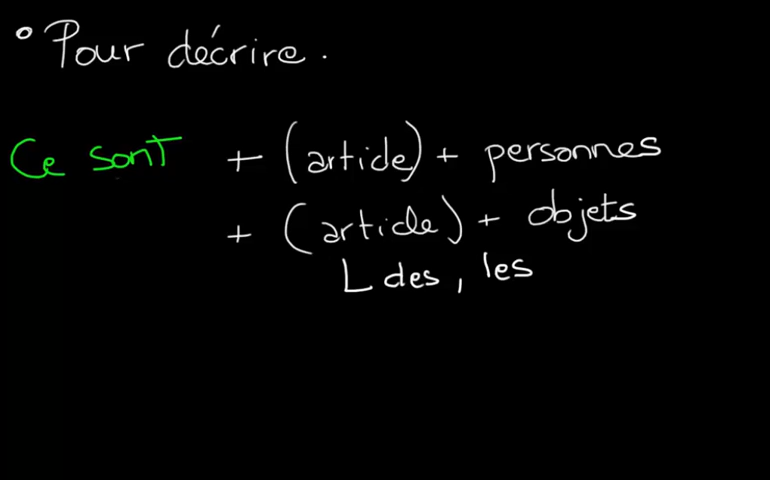 ° Pour décrire.
Ce sont + (article) + personnes
+ (article) + objets
L des, les